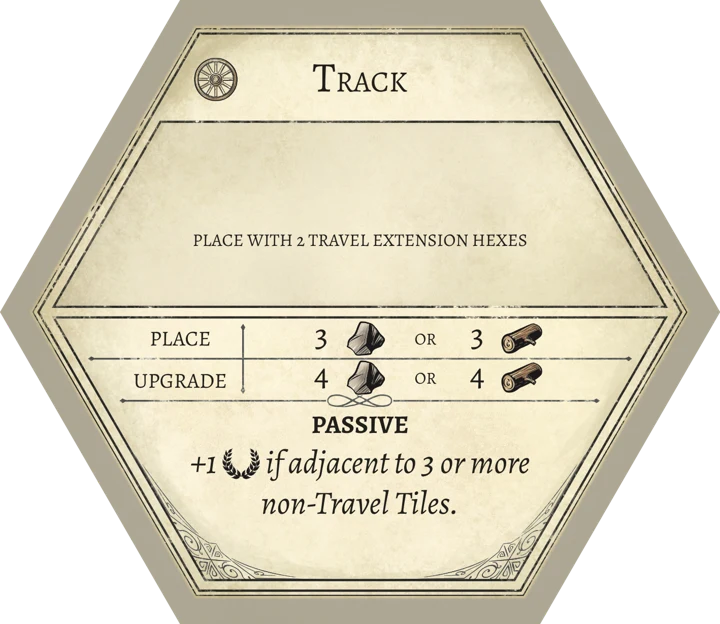 Track
PLACE WITH 2 TRAVEL EXTENSION HEXES
PLACE 3 OR 3
UPGRADE 4 OR 4
PASSIVE
+1 if adjacent to 3 or more
non-Travel Tiles.